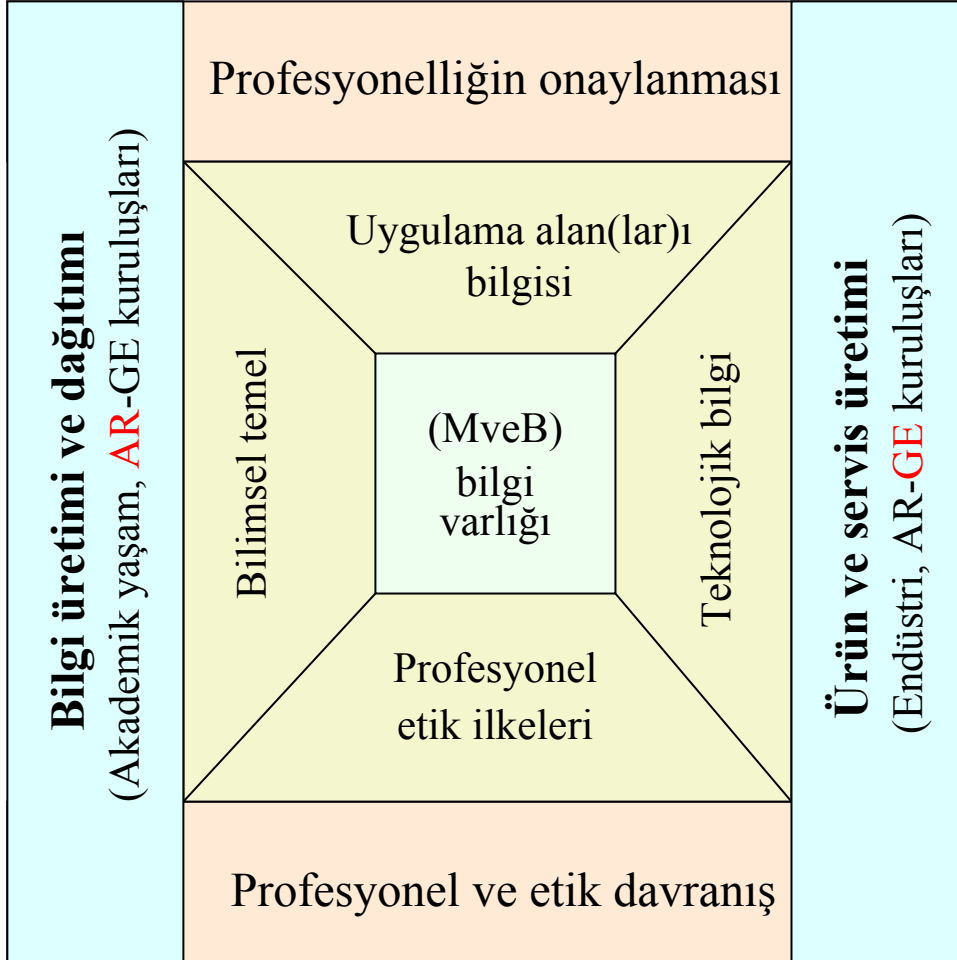 Profesyonelliğin onaylanması
Bilgi üretimi ve dağıtımı
(Akademik yaşam, AR-GE kuruluşları)
Uygulama alan(lar)ı
bilgisi
Bilimsel temel
(MveB)
bilgi
varlığı
Teknolojik bilgi
Profesyonel
etik ilkeleri
Ürün ve servis üretimi
(Endüstri, AR-GE kuruluşları)
Profesyonel ve etik davranış